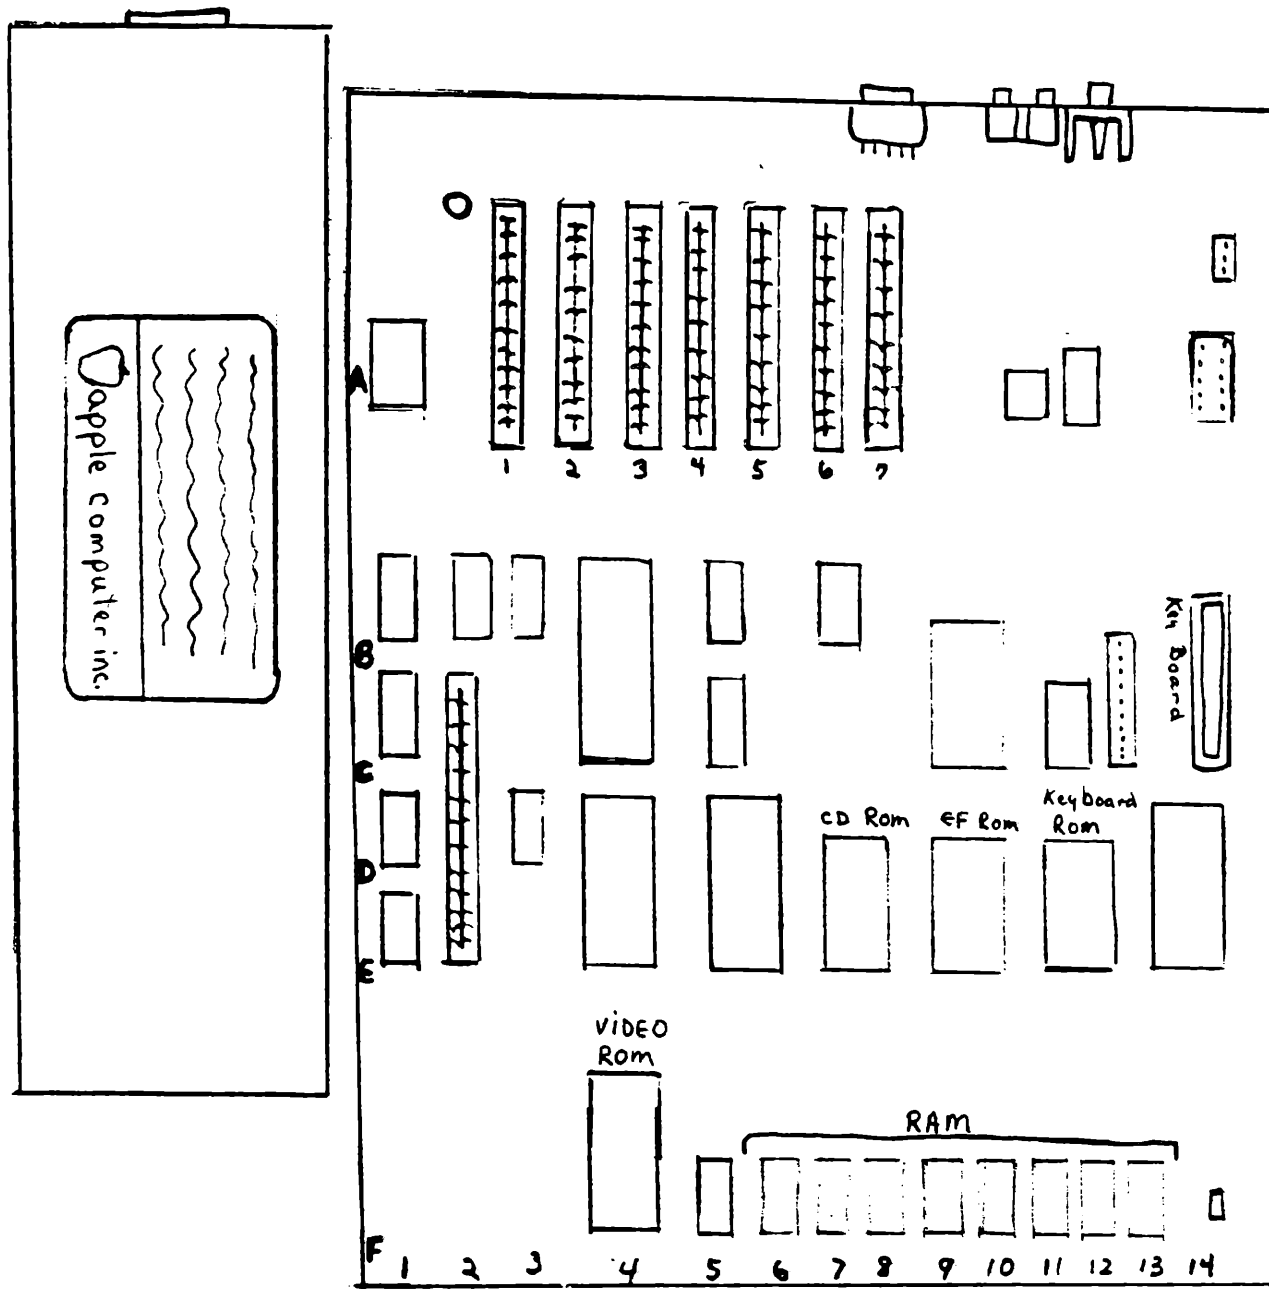 apple computer inc.
A
1 2 3 4 5 6 7
B
Key Board
C
CD Rom
EF Rom
Keyboard
Rom
D
E
VIDEO
Rom
RAM
F
1 2 3 4 5 6 7 8 9 10 11 12 13 14